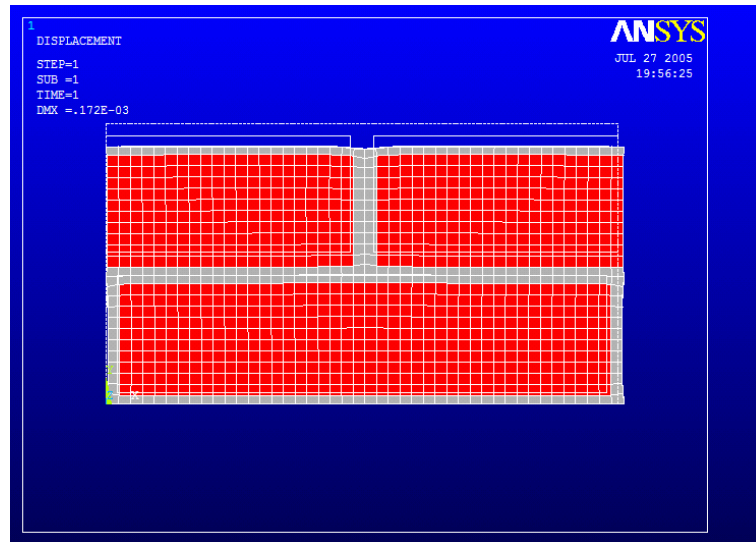 1
DISPLACEMENT
STEP=1
SUB =1
TIME=1
DMX =.172E-03
ANSYS
JUL 27 2005
19:56:25
X